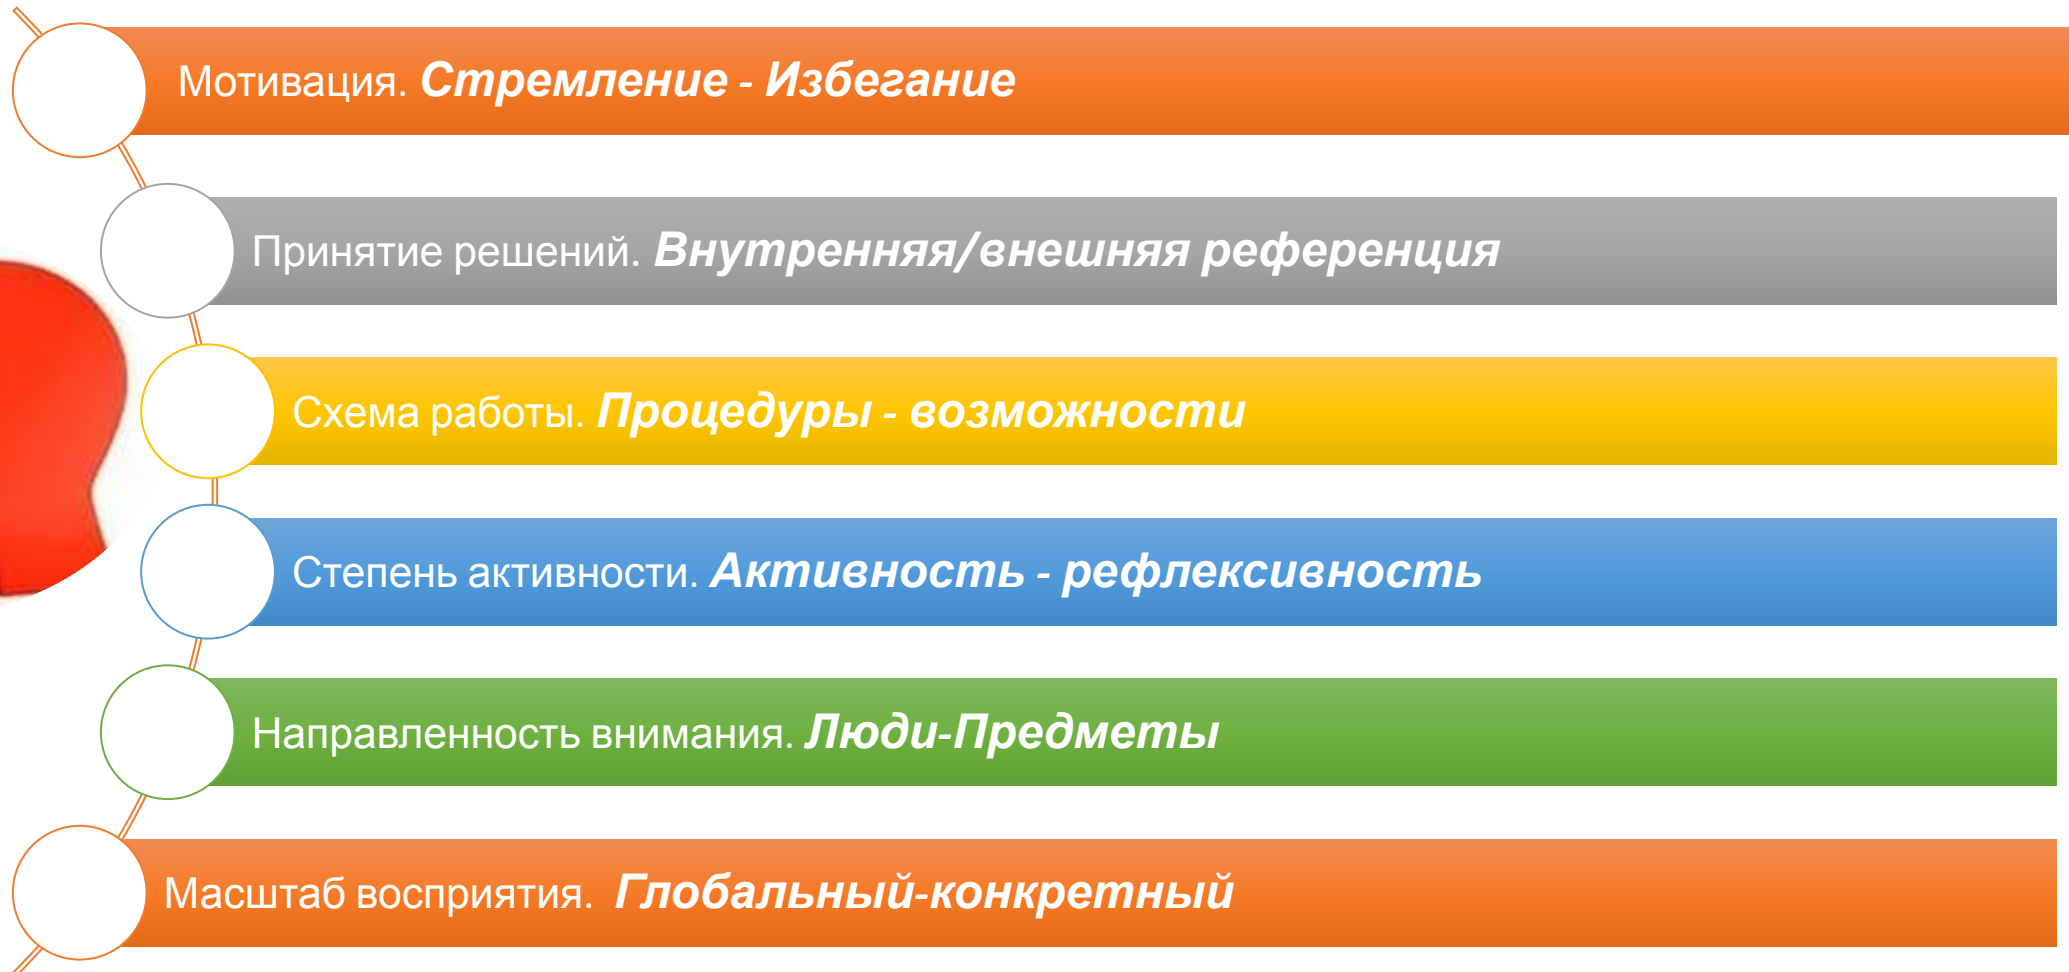 Мотивация. Стремление - Избегание
Принятие решений. Внутренняя/внешняя референция
Схема работы. Процедуры - возможности
Степень активности. Активность - рефлексивность
Направленность внимания. Люди-Предметы
Масштаб восприятия. Глобальный-конкретный